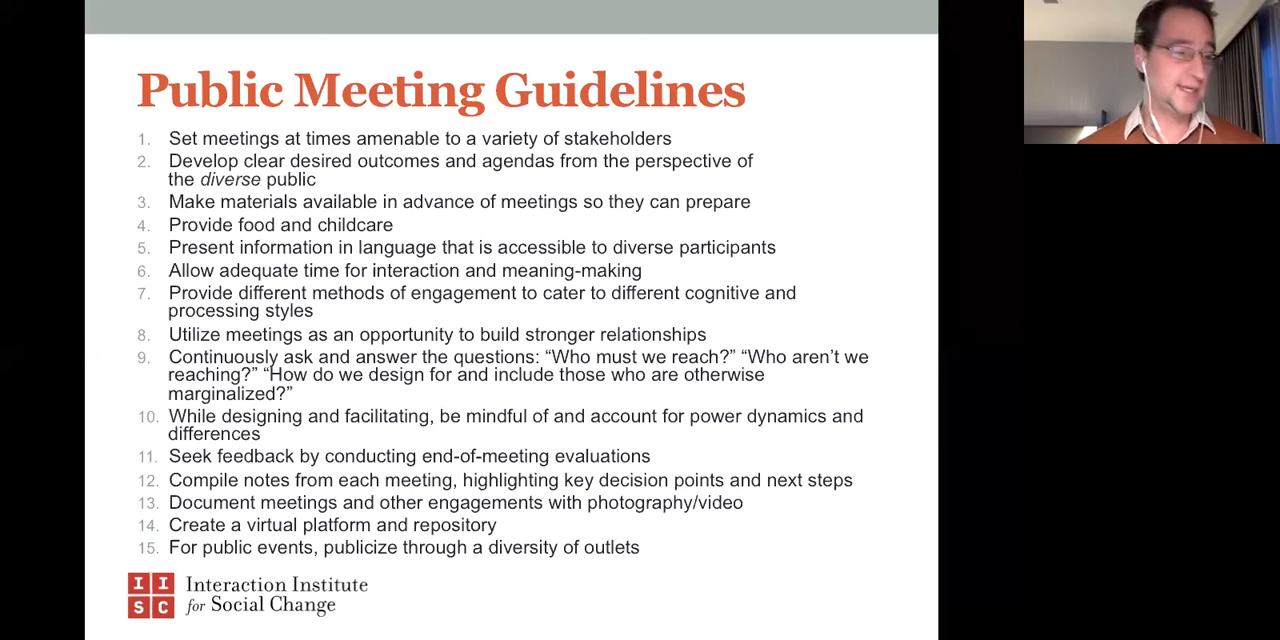 Public Meeting Guidelines
1. Set meetings at times amenable to a variety of stakeholders
2. Develop clear desired outcomes and agendas from the perspective of
the diverse public
3. Make materials available in advance of meetings so they can prepare
4. Provide food and childcare
5. Present information in language that is accessible to diverse participants
6. Allow adequate time for interaction and meaning-making
7. Provide different methods of engagement to cater to different cognitive and
processing styles
8. Utilize meetings as an opportunity to build stronger relationships
9. Continuously ask and answer the questions: “Who must we reach?” “Who aren’t we
reaching?” “How do we design for and include those who are otherwise
marginalized?”
10. While designing and facilitating, be mindful of and account for power dynamics and
differences
11. Seek feedback by conducting end-of-meeting evaluations
12. Compile notes from each meeting, highlighting key decision points and next steps
13. Document meetings and other engagements with photography/video
14. Create a virtual platform and repository
15. For public events, publicize through a diversity of outlets
I I
S C
Interaction Institute
for Social Change